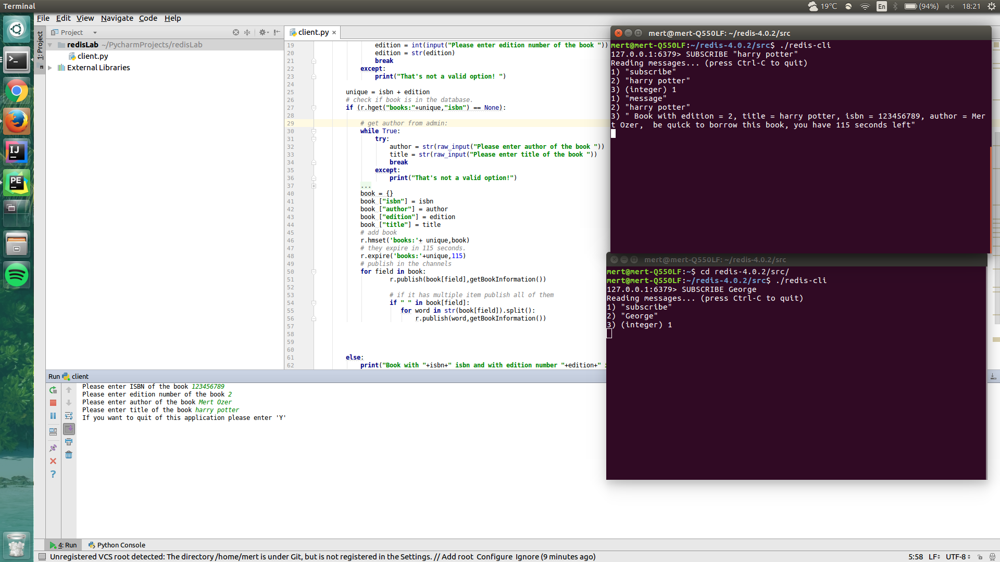 Terminal
19°C
En
(94%)
18:21
File Edit View Navigate Code Help
Project
1: Project
redisLab ~/PycharmProjects/redisLab
client.py
External Libraries
client.py
19 edition = int(input("Please enter edition number of the book "))
20 edition = str(edition)
21 break
22 except:
23 print("That's not a valid option! ")
24
25 unique = isbn + edition
26 # check if book is in the database.
27 if (r.hget("books:"+unique,"isbn") == None):
28
29 # get author from admin:
30 while True:
31 try:
32 author = str(raw_input("Please enter author of the book "))
33 title = str(raw_input("Please enter title of the book "))
34 break
35 except:
36 print("That's not a valid option!")
37 ...
40 book = {}
41 book ["isbn"] = isbn
42 book ["author"] = author
43 book ["edition"] = edition
44 book ["title"] = title
45 # add book
46 r.hmset('books:'+ unique,book)
47 # they expire in 115 seconds.
48 r.expire('books:'+unique,115)
49 # publish in the channels
50 for field in book:
51 r.publish(book[field],getBookInformation())
52
53 # if it has multiple item publish all of them
54 if " " in book[field]:
55 for word in str(book[field]).split():
56 r.publish(word,getBookInformation())
57
58
59
60
61 else:
62 print("Book with "+isbn+" isbn and with edition number "+edition+"
mert@mert-Q550LF: ~/redis-4.0.2/src
mert@mert-Q550LF:~/redis-4.0.2/src$ ./redis-cli
127.0.0.1:6379> SUBSCRIBE "harry potter"
Reading messages... (press Ctrl-C to quit)
1) "subscribe"
2) "harry potter"
3) (integer) 1
1) "message"
2) "harry potter"
3) " Book with edition = 2, title = harry potter, isbn = 123456789, author = Mer
t Ozer,  be quick to borrow this book, you have 115 seconds left"
mert@mert-Q550LF: ~/redis-4.0.2/src
mert@mert-Q550LF:~$ cd redis-4.0.2/src/
mert@mert-Q550LF:~/redis-4.0.2/src$ ./redis-cli
127.0.0.1:6379> SUBSCRIBE George
Reading messages... (press Ctrl-C to quit)
1) "subscribe"
2) "George"
3) (integer) 1
Run client
Please enter ISBN of the book 123456789
Please enter edition number of the book 2
Please enter author of the book Mert Ozer
Please enter title of the book harry potter
If you want to quit of this application please enter 'Y'
4: Run
Python Console
Unregistered VCS root detected: The directory /home/mert is under Git, but is not registered in the Settings. // Add root Configure Ignore (9 minutes ago)
5:58 LF UTF-8
IJ
PE